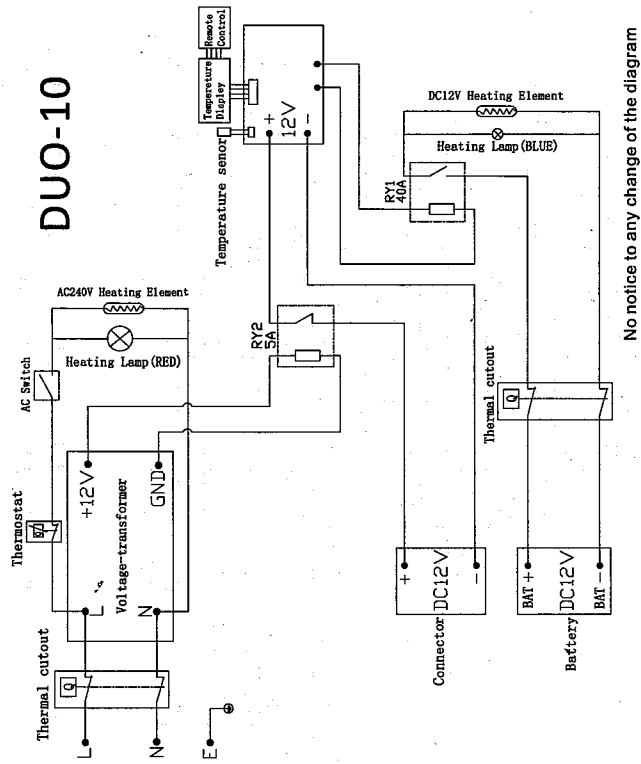 DUO-10
Remote
Control
Tempereture
Displey
Temperature senor
+
12V
-
AC240V Heating Element
Heating Lamp(RED)
AC Switch
RY2
5A
DC12V Heating Element
Heating Lamp(BLUE)
RY1
40A
Thermostat
+12V
GND
Voltage-transformer
L
N
Thermal cutout
Q
L
N
E
Thermal cutout
Q
+
DC12V
-
Connector
BAT +
DC12V
BAT -
Battery
No notice to any change of the diagram